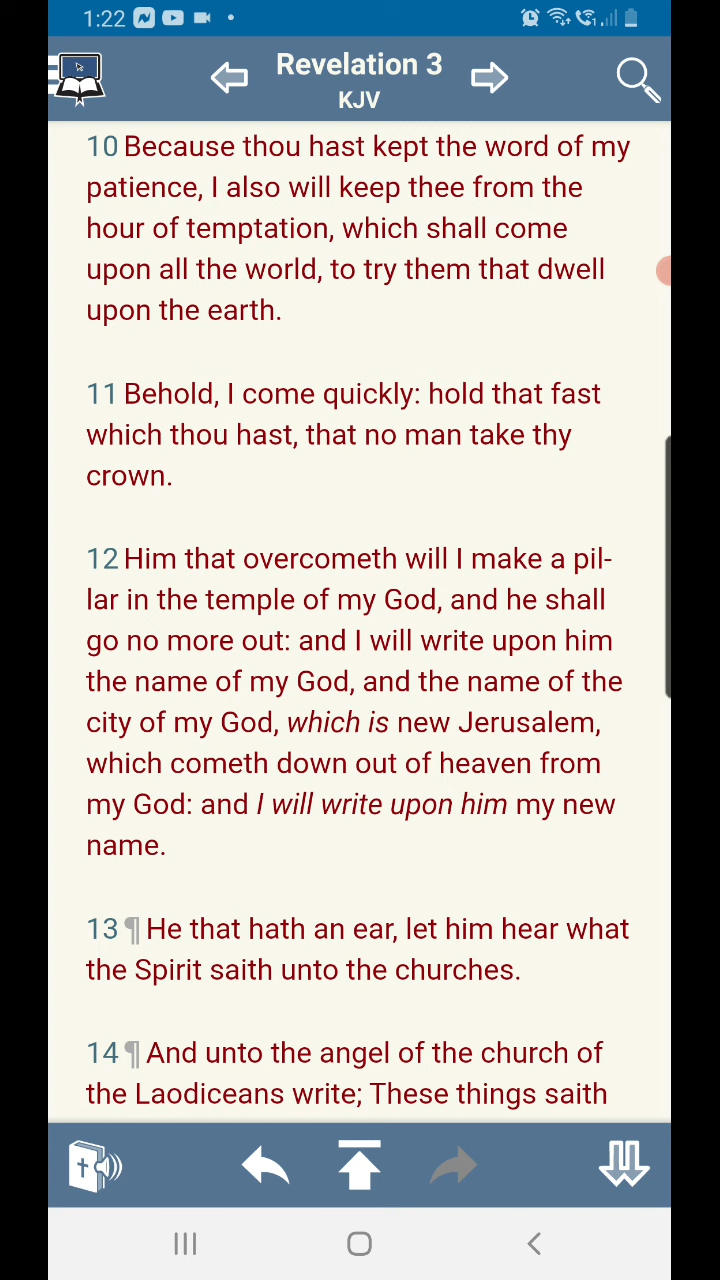 1:22
Revelation 3
KJV
10 Because thou hast kept the word of my
patience, I also will keep thee from the
hour of temptation, which shall come
upon all the world, to try them that dwell
upon the earth.
11 Behold, I come quickly: hold that fast
which thou hast, that no man take thy
crown.
12 Him that overcometh will I make a pil-
lar in the temple of my God, and he shall
go no more out: and I will write upon him
the name of my God, and the name of the
city of my God, which is new Jerusalem,
which cometh down out of heaven from
my God: and I will write upon him my new
name.
13 ¶ He that hath an ear, let him hear what
the Spirit saith unto the churches.
14 ¶ And unto the angel of the church of
the Laodiceans write; These things saith